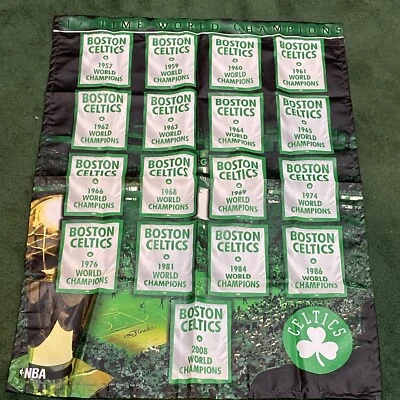 17 TIME WORLD CHAMPIONS
BOSTON CELTICS 1957 WORLD CHAMPIONS
BOSTON CELTICS 1959 WORLD CHAMPIONS
BOSTON CELTICS 1960 WORLD CHAMPIONS
BOSTON CELTICS 1961 WORLD CHAMPIONS
BOSTON CELTICS 1962 WORLD CHAMPIONS
BOSTON CELTICS 1963 WORLD CHAMPIONS
BOSTON CELTICS 1964 WORLD CHAMPIONS
BOSTON CELTICS 1965 WORLD CHAMPIONS
BOSTON CELTICS 1966 WORLD CHAMPIONS
BOSTON CELTICS 1968 WORLD CHAMPIONS
BOSTON CELTICS 1969 WORLD CHAMPIONS
BOSTON CELTICS 1974 WORLD CHAMPIONS
BOSTON CELTICS 1976 WORLD CHAMPIONS
BOSTON CELTICS 1981 WORLD CHAMPIONS
BOSTON CELTICS 1984 WORLD CHAMPIONS
BOSTON CELTICS 1986 WORLD CHAMPIONS
BOSTON CELTICS 2008 WORLD CHAMPIONS
CELTICS
NBA